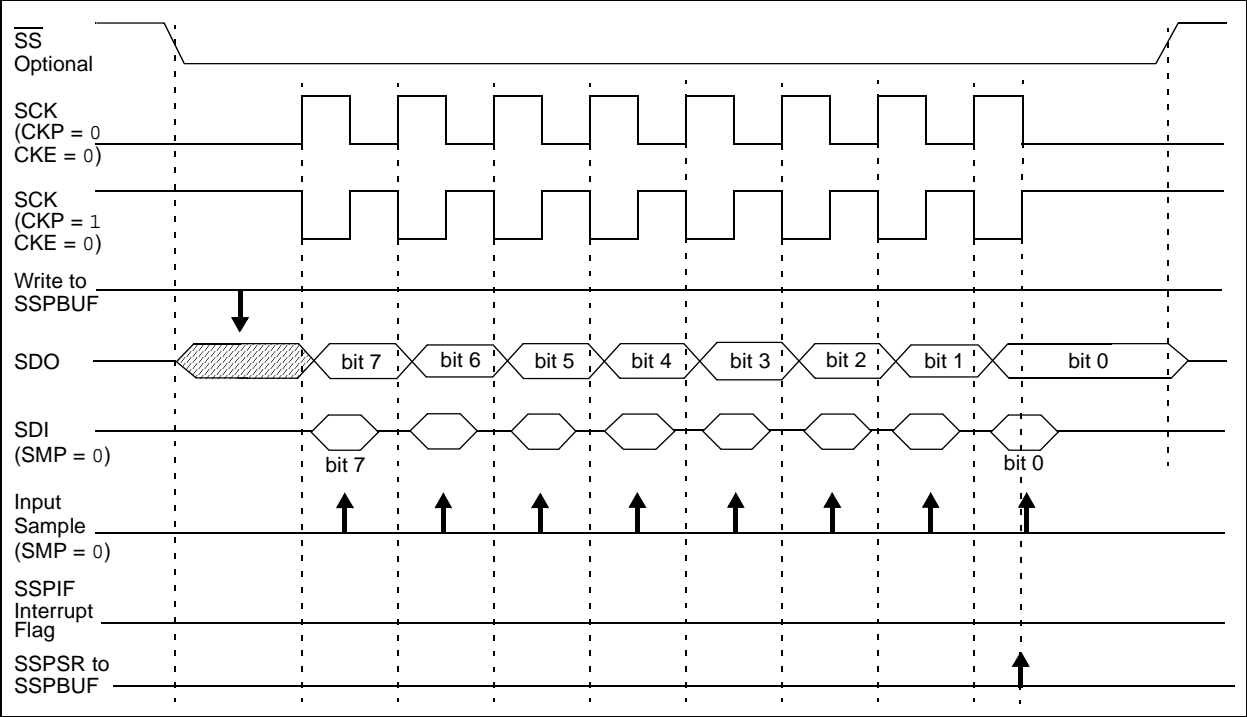 SS
Optional
SCK
(CKP = 0
CKE = 0)
SCK
(CKP = 1
CKE = 0)
Write to
SSPBUF
SDO
bit 7 bit 6 bit 5 bit 4 bit 3 bit 2 bit 1 bit 0
SDI
(SMP = 0)
bit 7 bit 0
Input
Sample
(SMP = 0)
SSPIF
Interrupt
Flag
SSPSR to
SSPBUF